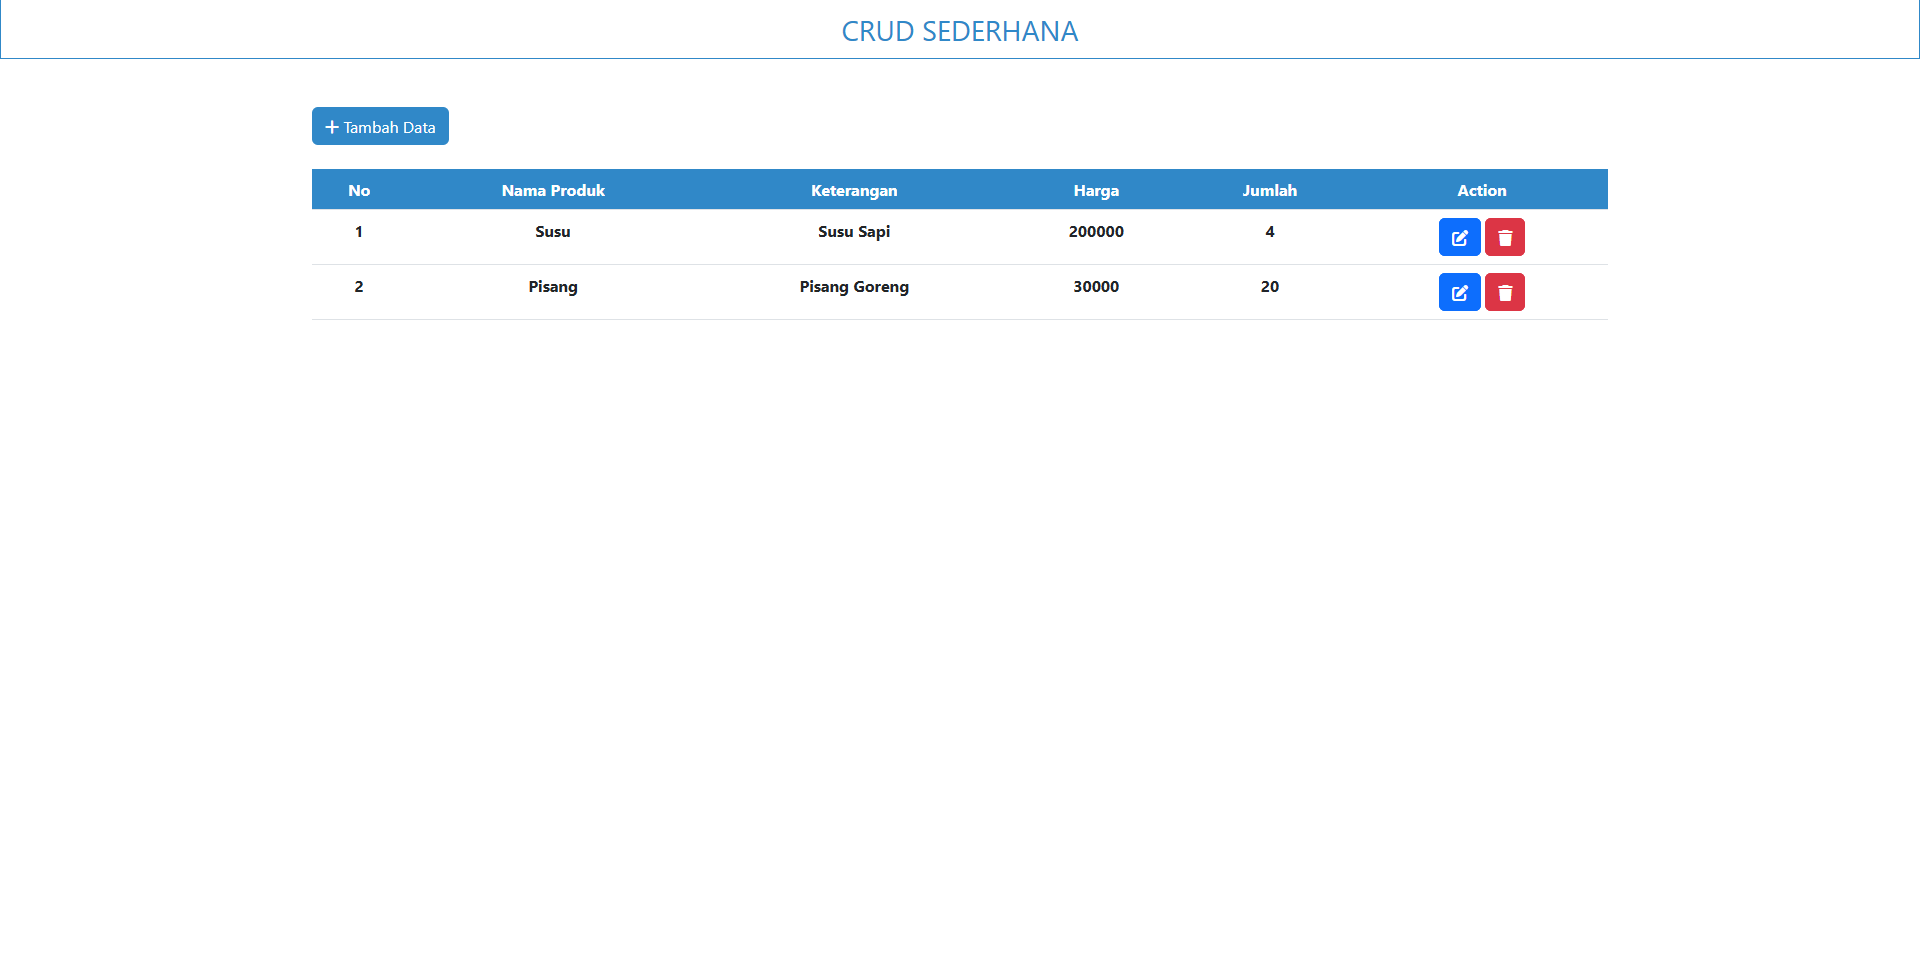 CRUD SEDERHANA
Tambah Data
No Nama Produk Keterangan Harga Jumlah Action
1 Susu Susu Sapi 200000 4
2 Pisang Pisang Goreng 30000 20